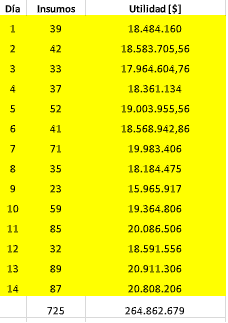 Día Insumos Utilidad [$]
1 39 18.484.160
2 42 18.583.705,56
3 33 17.964.604,76
4 37 18.361.134
5 52 19.003.955,56
6 41 18.568.942,86
7 71 19.983.406
8 35 18.184.475
9 23 15.965.917
10 59 19.364.806
11 85 20.086.506
12 32 18.591.556
13 89 20.911.306
14 87 20.808.206
725 264.862.679